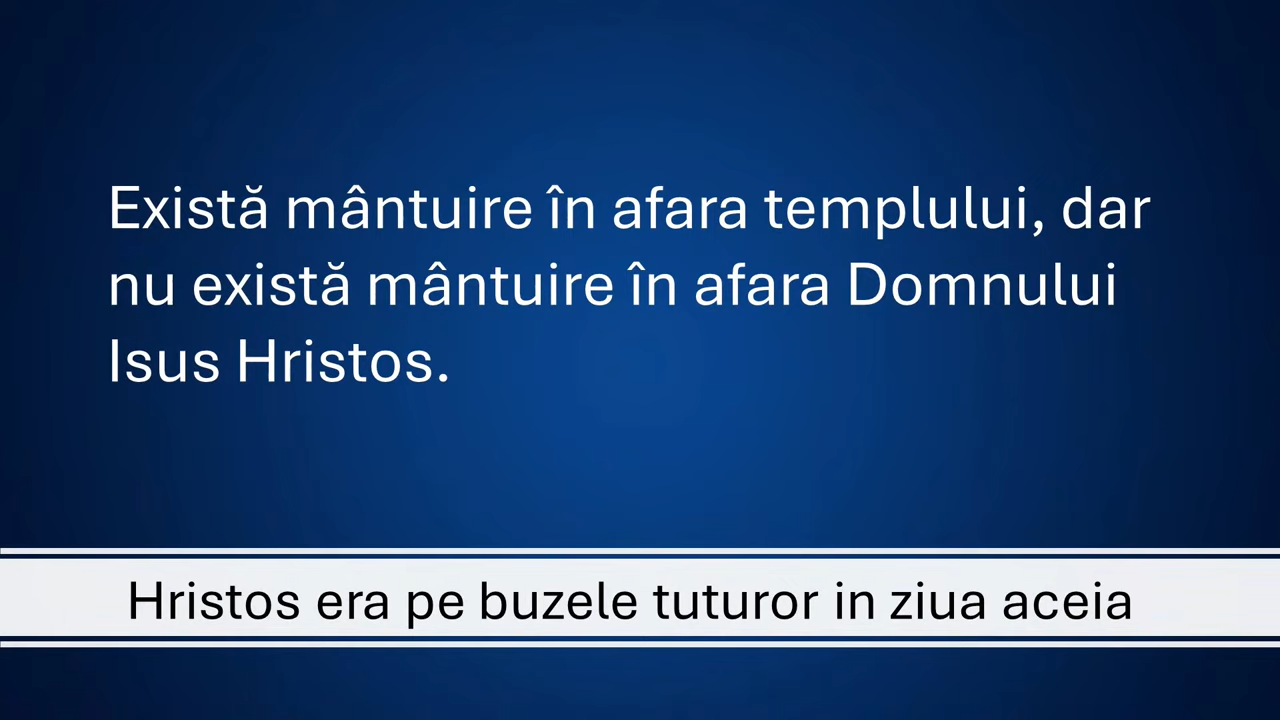 Există mântuire în afara templului, dar
nu există mântuire în afara Domnului
Isus Hristos.
Hristos era pe buzele tuturor in ziua aceia